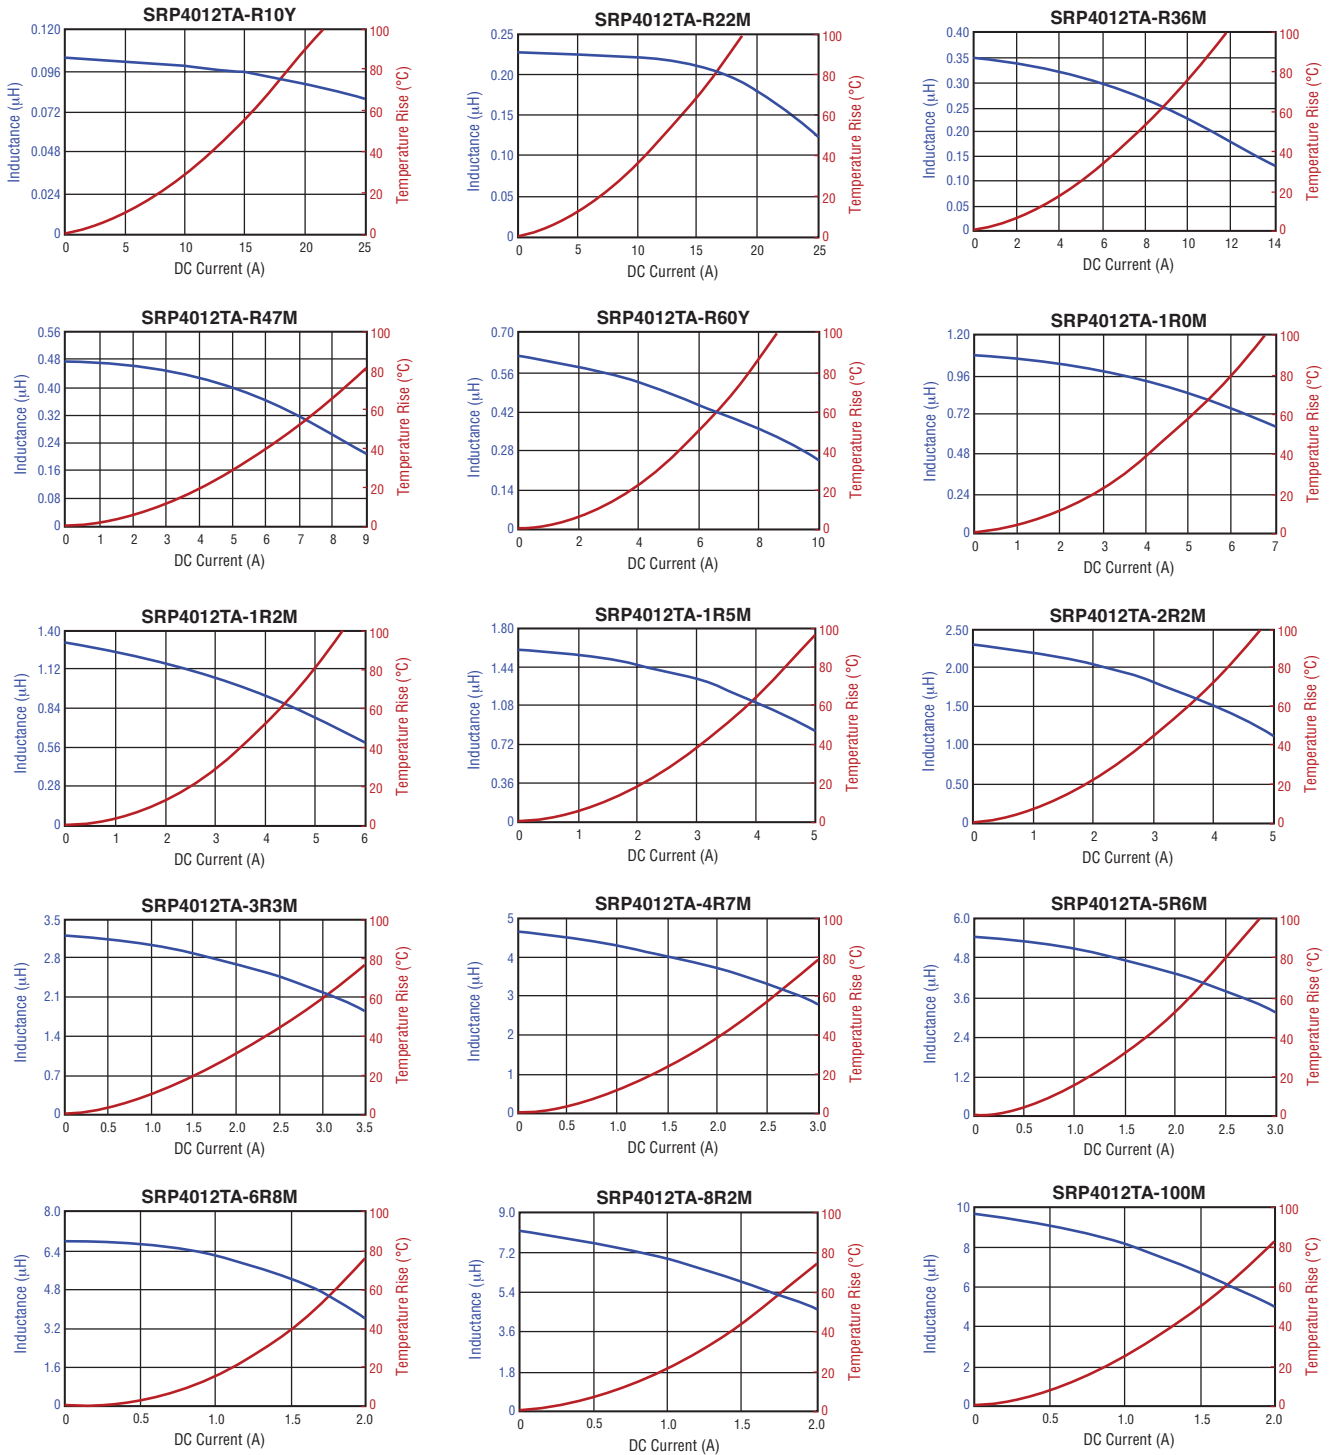 SRP4012TA-R10Y
0.120
0.096
0.072
0.048
0.024
0
Inductance (μH)
100
80
60
40
20
0
Temperature Rise (°C)
0 5 10 15 20 25
DC Current (A)
SRP4012TA-R22M
0.25
0.20
0.15
0.10
0.05
0
Inductance (μH)
100
80
60
40
20
0
Temperature Rise (°C)
0 5 10 15 20 25
DC Current (A)
SRP4012TA-R36M
0.40
0.35
0.30
0.25
0.20
0.15
0.10
0.05
0
Inductance (μH)
100
80
60
40
20
0
Temperature Rise (°C)
0 2 4 6 8 10 12 14
DC Current (A)
SRP4012TA-R47M
0.56
0.48
0.40
0.32
0.24
0.16
0.08
0
Inductance (μH)
100
80
60
40
20
0
Temperature Rise (°C)
0 1 2 3 4 5 6 7 8 9
DC Current (A)
SRP4012TA-R60Y
0.70
0.56
0.42
0.28
0.14
0
Inductance (μH)
100
80
60
40
20
0
Temperature Rise (°C)
0 2 4 6 8 10
DC Current (A)
SRP4012TA-1R0M
1.20
0.96
0.72
0.48
0.24
0
Inductance (μH)
100
80
60
40
20
0
Temperature Rise (°C)
0 1 2 3 4 5 6 7
DC Current (A)
SRP4012TA-1R2M
1.40
1.12
0.84
0.56
0.28
0
Inductance (μH)
100
80
60
40
20
0
Temperature Rise (°C)
0 1 2 3 4 5 6
DC Current (A)
SRP4012TA-1R5M
1.80
1.44
1.08
0.72
0.36
0
Inductance (μH)
100
80
60
40
20
0
Temperature Rise (°C)
0 1 2 3 4 5
DC Current (A)
SRP4012TA-2R2M
2.50
2.00
1.50
1.00
0.50
0
Inductance (μH)
100
80
60
40
20
0
Temperature Rise (°C)
0 1 2 3 4 5
DC Current (A)
SRP4012TA-3R3M
3.5
2.8
2.1
1.4
0.7
0
Inductance (μH)
100
80
60
40
20
0
Temperature Rise (°C)
0 0.5 1.0 1.5 2.0 2.5 3.0 3.5
DC Current (A)
SRP4012TA-4R7M
5
4
3
2
1
0
Inductance (μH)
100
80
60
40
20
0
Temperature Rise (°C)
0 0.5 1.0 1.5 2.0 2.5 3.0
DC Current (A)
SRP4012TA-5R6M
6.0
4.8
3.6
2.4
1.2
0
Inductance (μH)
100
80
60
40
20
0
Temperature Rise (°C)
0 0.5 1.0 1.5 2.0 2.5 3.0
DC Current (A)
SRP4012TA-6R8M
8.0
6.4
4.8
3.2
1.6
0
Inductance (μH)
100
80
60
40
20
0
Temperature Rise (°C)
0 0.5 1.0 1.5 2.0
DC Current (A)
SRP4012TA-8R2M
9.0
7.2
5.4
3.6
1.8
0
Inductance (μH)
100
80
60
40
20
0
Temperature Rise (°C)
0 0.5 1.0 1.5 2.0
DC Current (A)
SRP4012TA-100M
10
8
6
4
2
0
Inductance (μH)
100
80
60
40
20
0
Temperature Rise (°C)
0 0.5 1.0 1.5 2.0
DC Current (A)